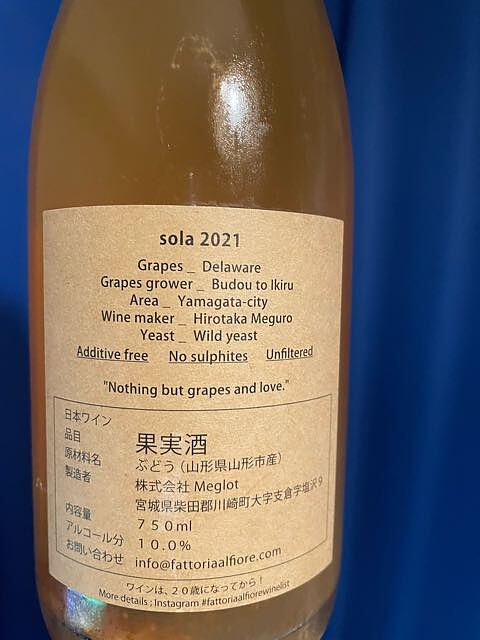 sola 2021
Grapes _ Delaware
Grapes grower _ Budou to Ikiru
Area _ Yamagata-city
Wine maker _ Hirotaka Meguro
Yeast _ Wild yeast
Additive free No sulphites Unfiltered
"Nothing but grapes and love."
日本ワイン
品目 果実酒
原材料名 ぶどう（山形県山形市産）
製造者 株式会社 Meglot
宮城県柴田郡川崎町大字支倉字塩沢９
内容量 ７５０ml
アルコール分 １０.０%
お問い合わせ info@fattoriaalfiore.com
ワインは、２０歳になってから！
More details ; Instagram #fattoriaalfiorewinelist